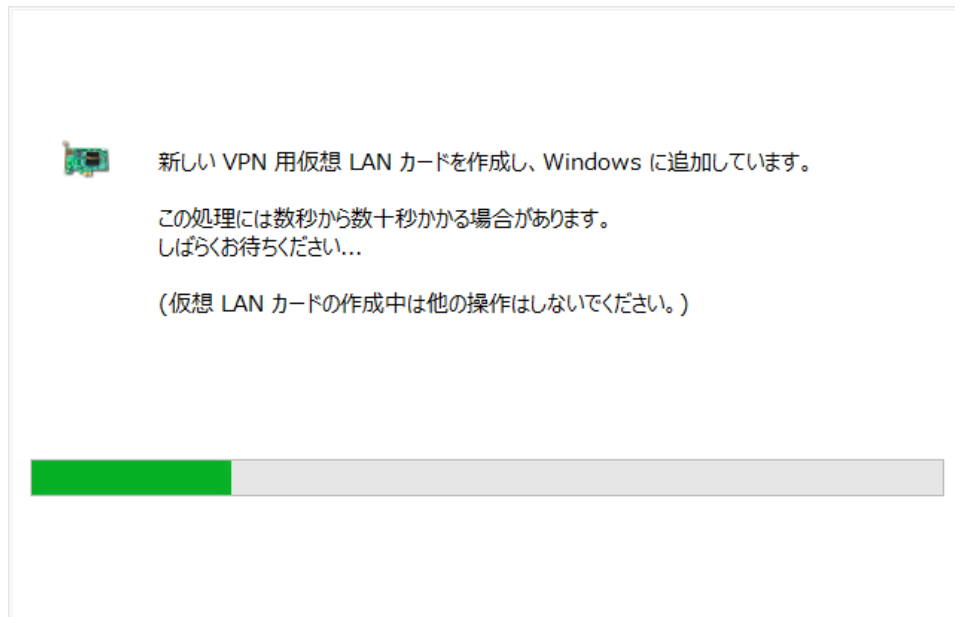 新しい VPN 用仮想 LAN カードを作成し、Windows に追加しています。
この処理には数秒から数十秒かかる場合があります。
しばらくお待ちください...
(仮想 LAN カードの作成中は他の操作はしないでください。)